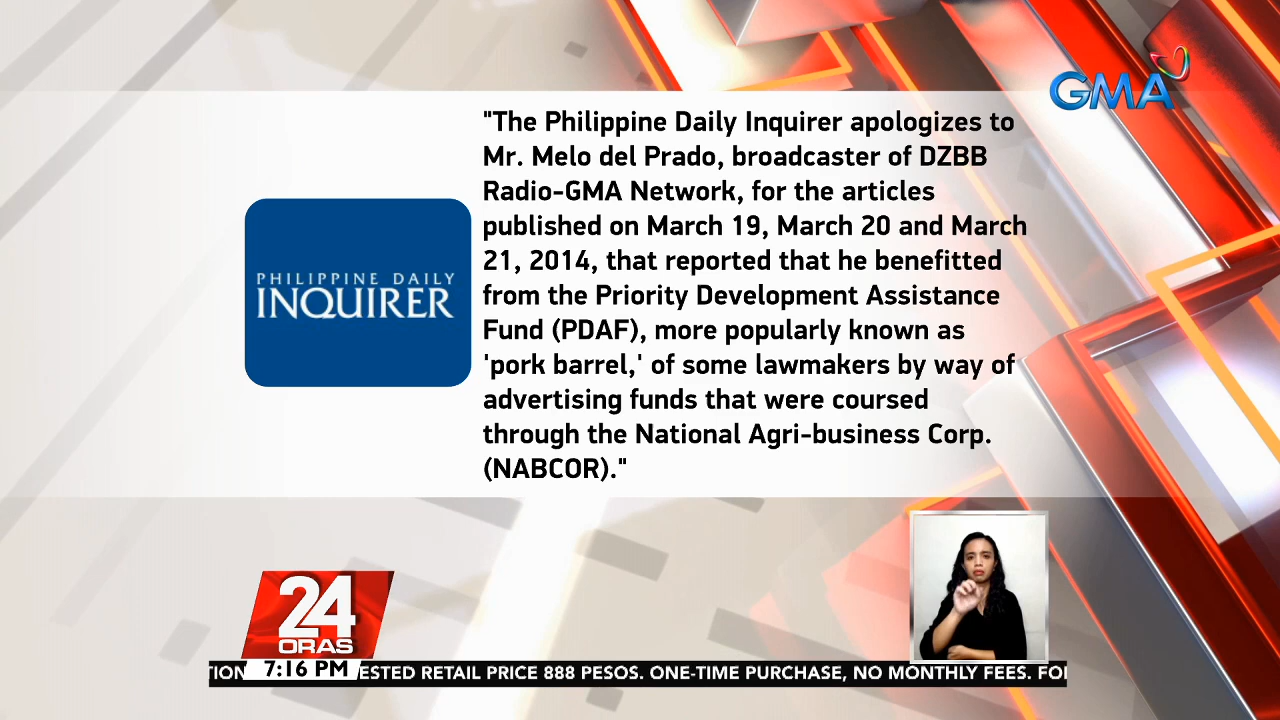 GMA
"The Philippine Daily Inquirer apologizes to
Mr. Melo del Prado, broadcaster of DZBB
Radio-GMA Network, for the articles
published on March 19, March 20 and March
21, 2014, that reported that he benefitted
from the Priority Development Assistance
Fund (PDAF), more popularly known as
'pork barrel,' of some lawmakers by way of
advertising funds that were coursed
through the National Agri-business Corp.
(NABCOR)."
PHILIPPINE DAILY
INQUIRER
24
ORAS
7:16 PM
TION ESTED RETAIL PRICE 888 PESOS. ONE-TIME PURCHASE, NO MONTHLY FEES. FO